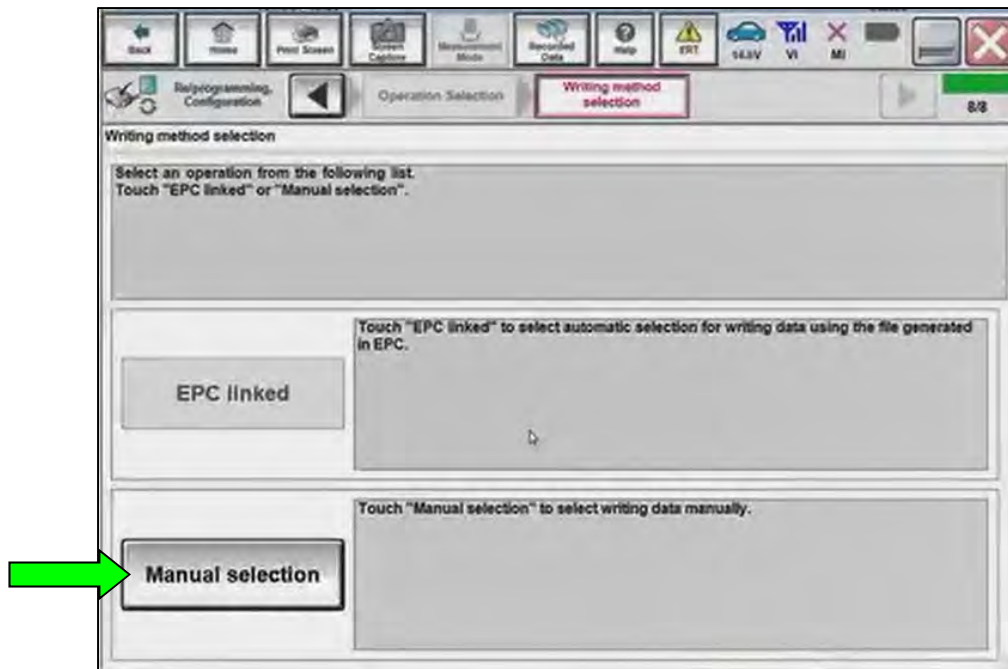 Back
Home
Print Screen
Screen Capture
Measurement Mode
Recorded Data
Help
ERT
14.0V
VI
MI
Re/programming, Configuration
Operation Selection
Writing method selection
8/8
Writing method selection
Select an operation from the following list.
Touch "EPC linked" or "Manual selection".
EPC linked
Touch "EPC linked" to select automatic selection for writing data using the file generated
in EPC.
Manual selection
Touch "Manual selection" to select writing data manually.